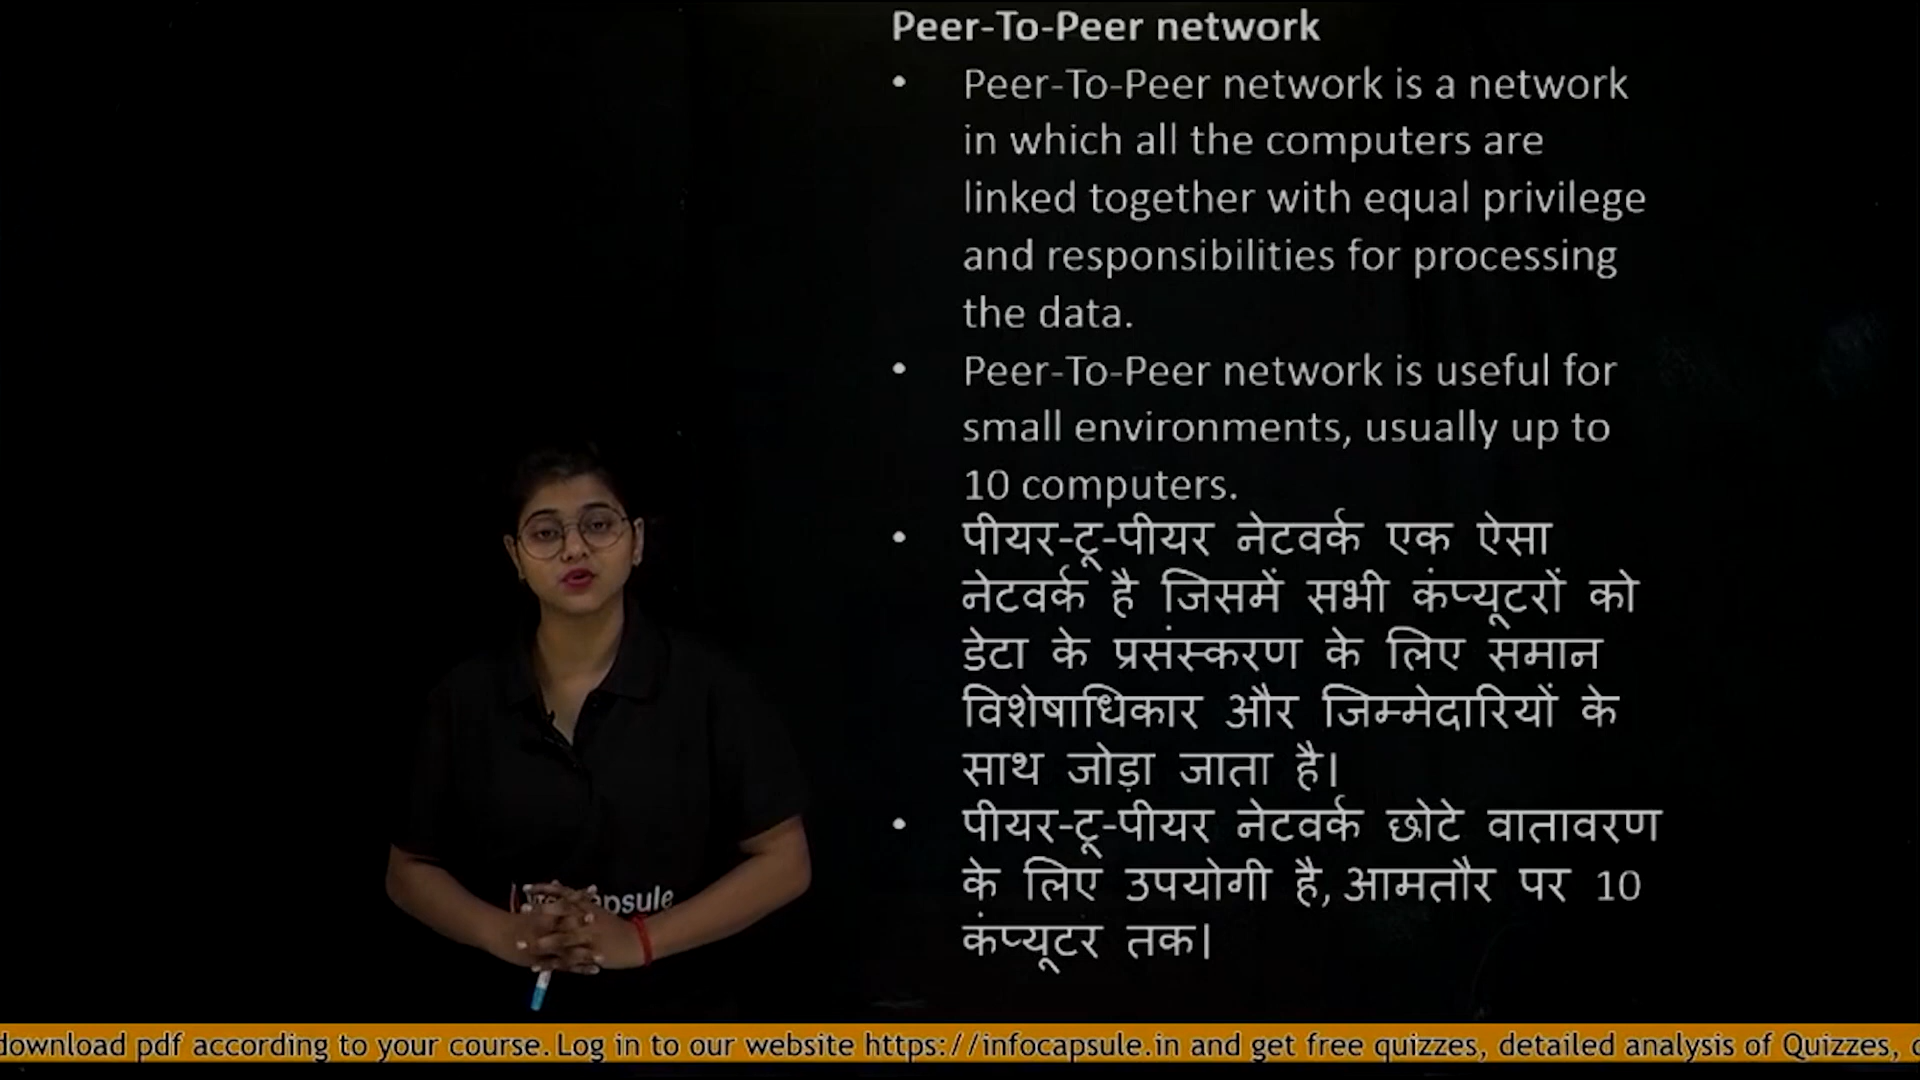 Peer-To-Peer network
• Peer-To-Peer network is a network
in which all the computers are
linked together with equal privilege
and responsibilities for processing
the data.
• Peer-To-Peer network is useful for
small environments, usually up to
10 computers.
• पीयर-टू-पीयर नेटवर्क एक ऐसा
नेटवर्क है जिसमें सभी कंप्यूटरों को
डेटा के प्रसंस्करण के लिए समान
विशेषाधिकार और जिम्मेदारियों के
साथ जोड़ा जाता है।
• पीयर-टू-पीयर नेटवर्क छोटे वातावरण
के लिए उपयोगी है, आमतौर पर 10
कंप्यूटर तक।
download pdf according to your course. Log in to our website https://infocapsule.in and get free quizzes, detailed analysis of Quizzes,